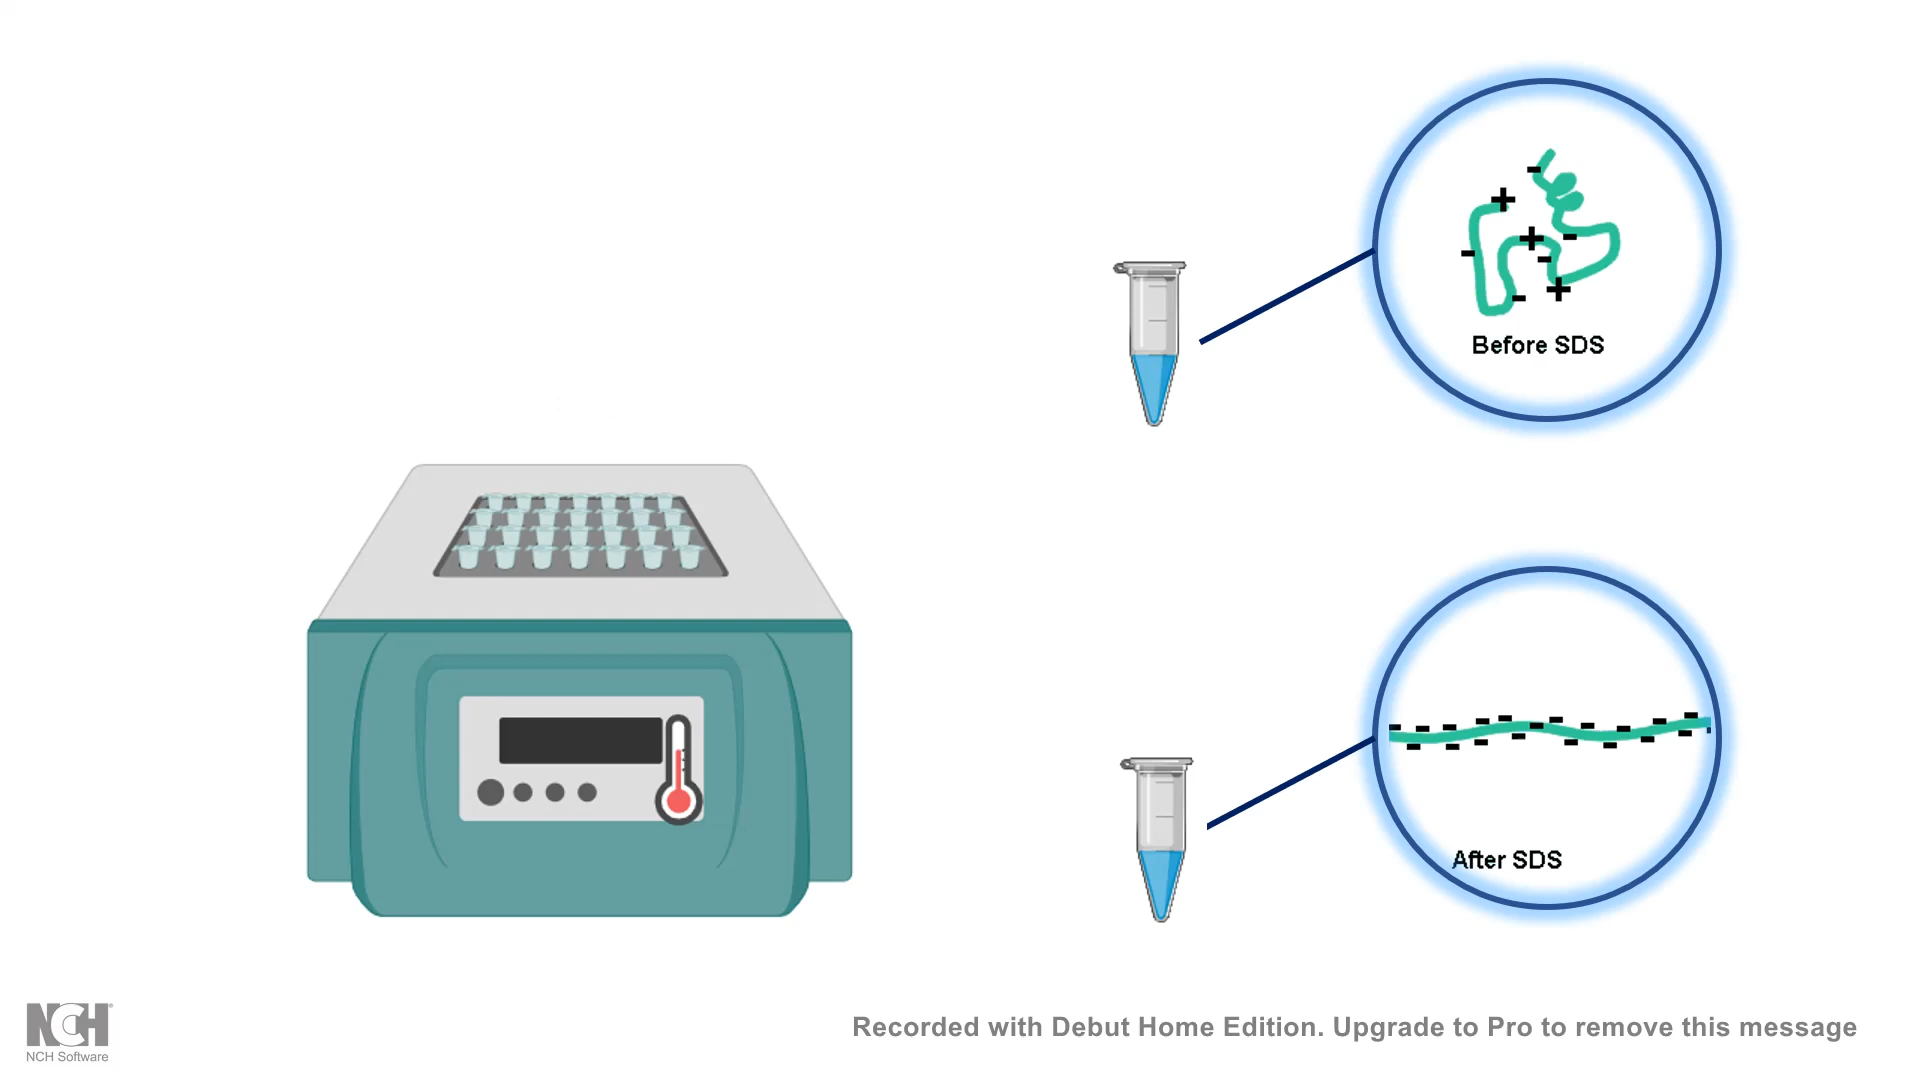 Before SDS
After SDS
NCH
NCH Software
Recorded with Debut Home Edition. Upgrade to Pro to remove this message